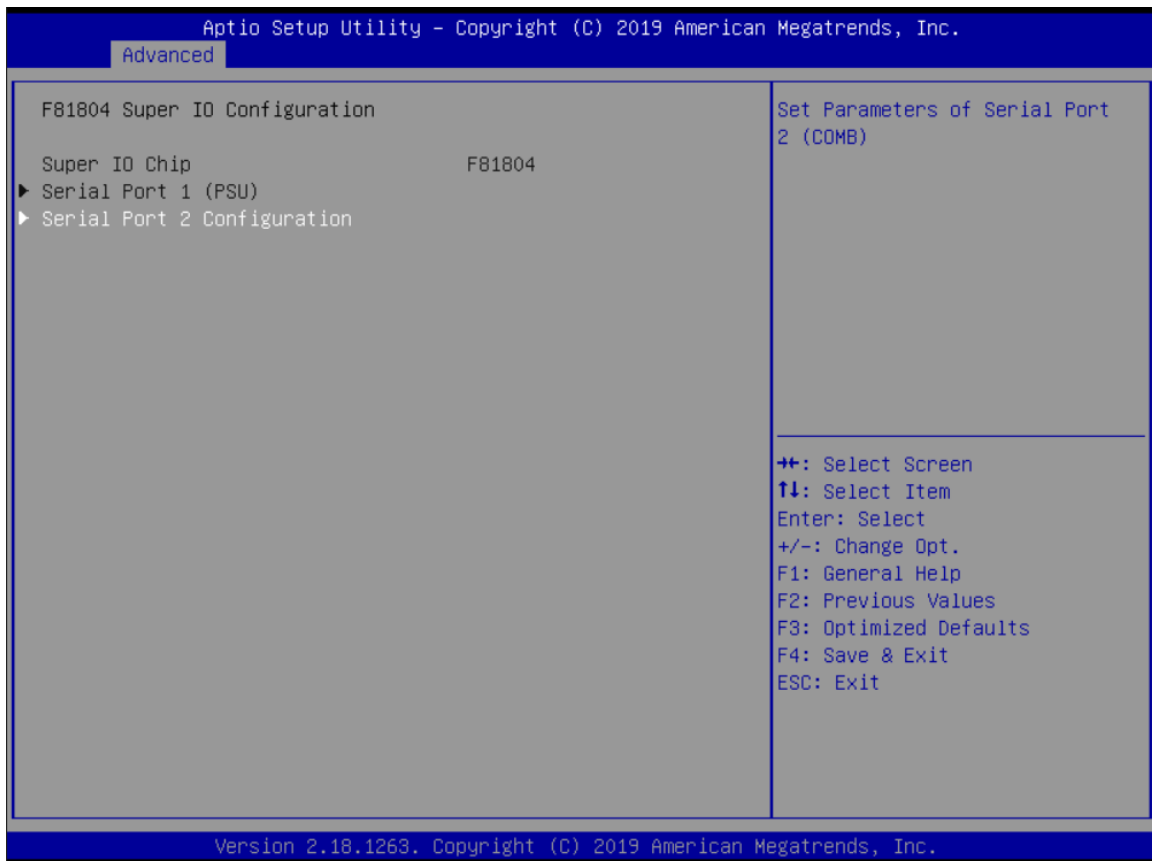 Aptio Setup Utility – Copyright (C) 2019 American Megatrends, Inc.
Advanced
F81804 Super IO Configuration
Super IO Chip F81804
▶ Serial Port 1 (PSU)
▶ Serial Port 2 Configuration
Set Parameters of Serial Port
2 (COMB)
→←: Select Screen
↑↓: Select Item
Enter: Select
+/-: Change Opt.
F1: General Help
F2: Previous Values
F3: Optimized Defaults
F4: Save & Exit
ESC: Exit
Version 2.18.1263. Copyright (C) 2019 American Megatrends, Inc.